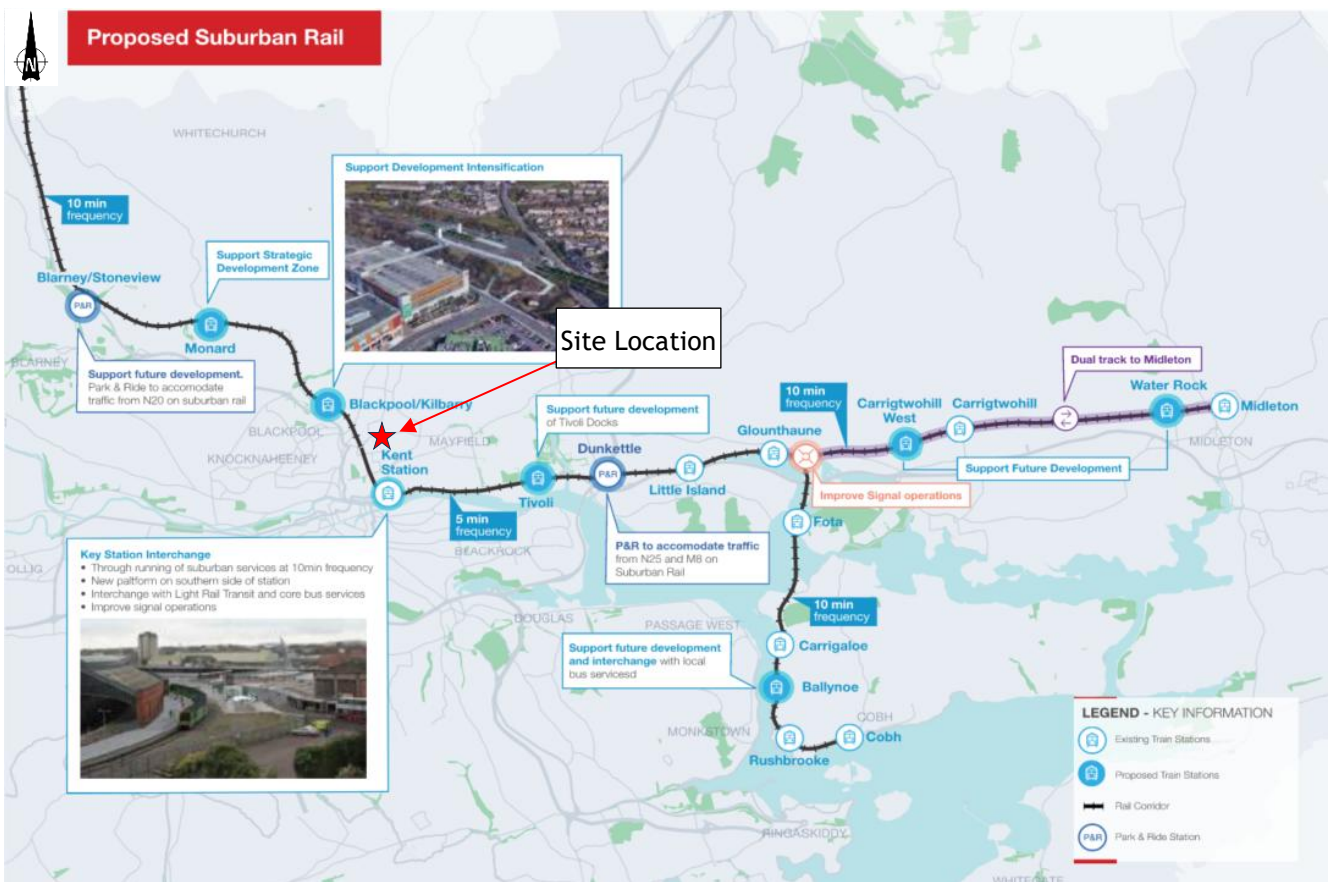 N
Proposed Suburban Rail
WHITECHURCH
Support Development Intensification
10 min
frequency
Support Strategic
Development Zone
Blarney/Stoneview
P&R
Monard
Site Location
BLARNEY
Support future development.
Park & Ride to accomodate
traffic from N20 on suburban rail
Dual track to Midleton
Water Rock
Midleton
MIDLETON
10 min
frequency
Carrigtwohill
West
Carrigtwohill
Blackpool/Kilbarry
BLACKPOOL
MAYFIELD
KNOCKNAHEENEY
Support future development
of Tivoli Docks
Glounthaune
Dunkettle
P&R
Kent
Station
Support Future Development
Little Island
Improve Signal operations
Tivoli
5 min
frequency
Fota
BLACKROCK
P&R to accomodate traffic
from N25 and M8 on
Suburban Rail
Key Station Interchange
• Through running of suburban services at 10min frequency
• New paltform on southern side of station
• Interchange with Light Rail Transit and core bus services
• Improve signal operations
OLLIG
10 min
frequency
DOUGLAS
PASSAGE WEST
Carrigaloe
Support future development
and interchange with local
bus servicesd
Ballynoe
COBH
MONKSTOWN
Cobh
Rushbrooke
RINGASKIDDY
WHITEGATE
LEGEND - KEY INFORMATION
Existing Train Stations
Proposed Train Stations
Rail Corridor
P&R
Park & Ride Station